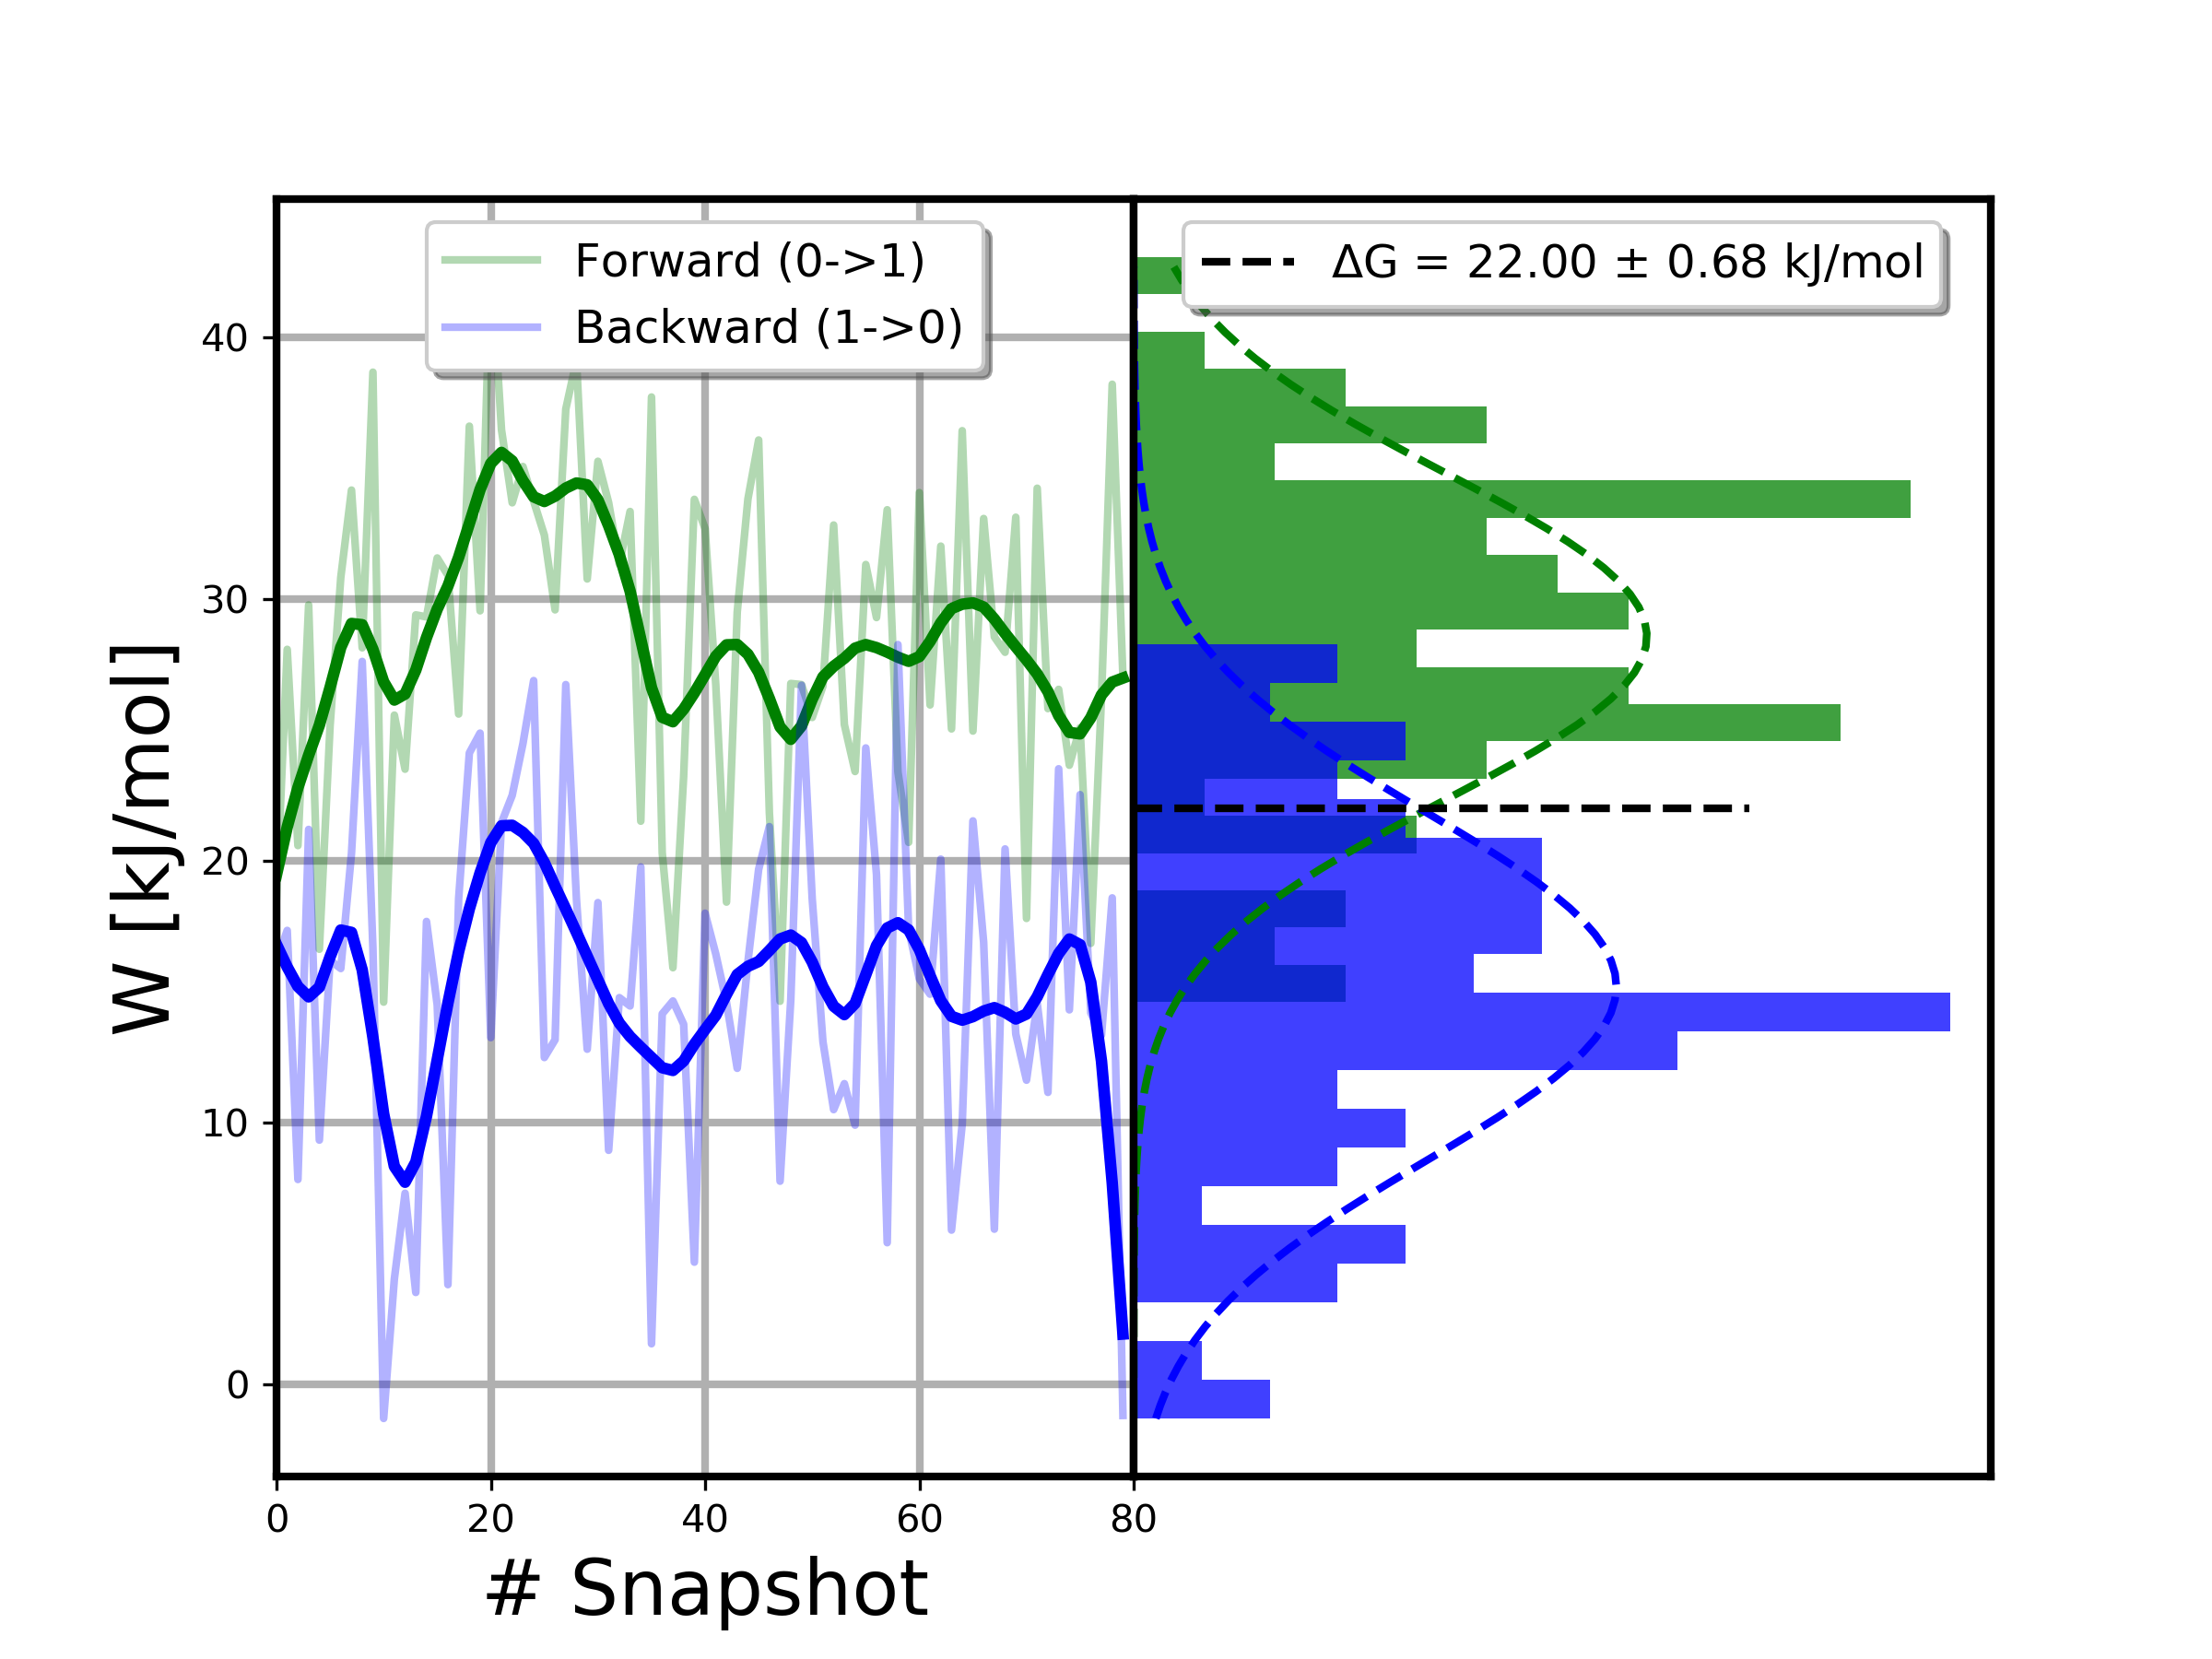 Forward (0->1)
Backward (1->0)
ΔG = 22.00 ± 0.68 kJ/mol
40
30
20
10
0
W [kJ/mol]
0 20 40 60 80
# Snapshot